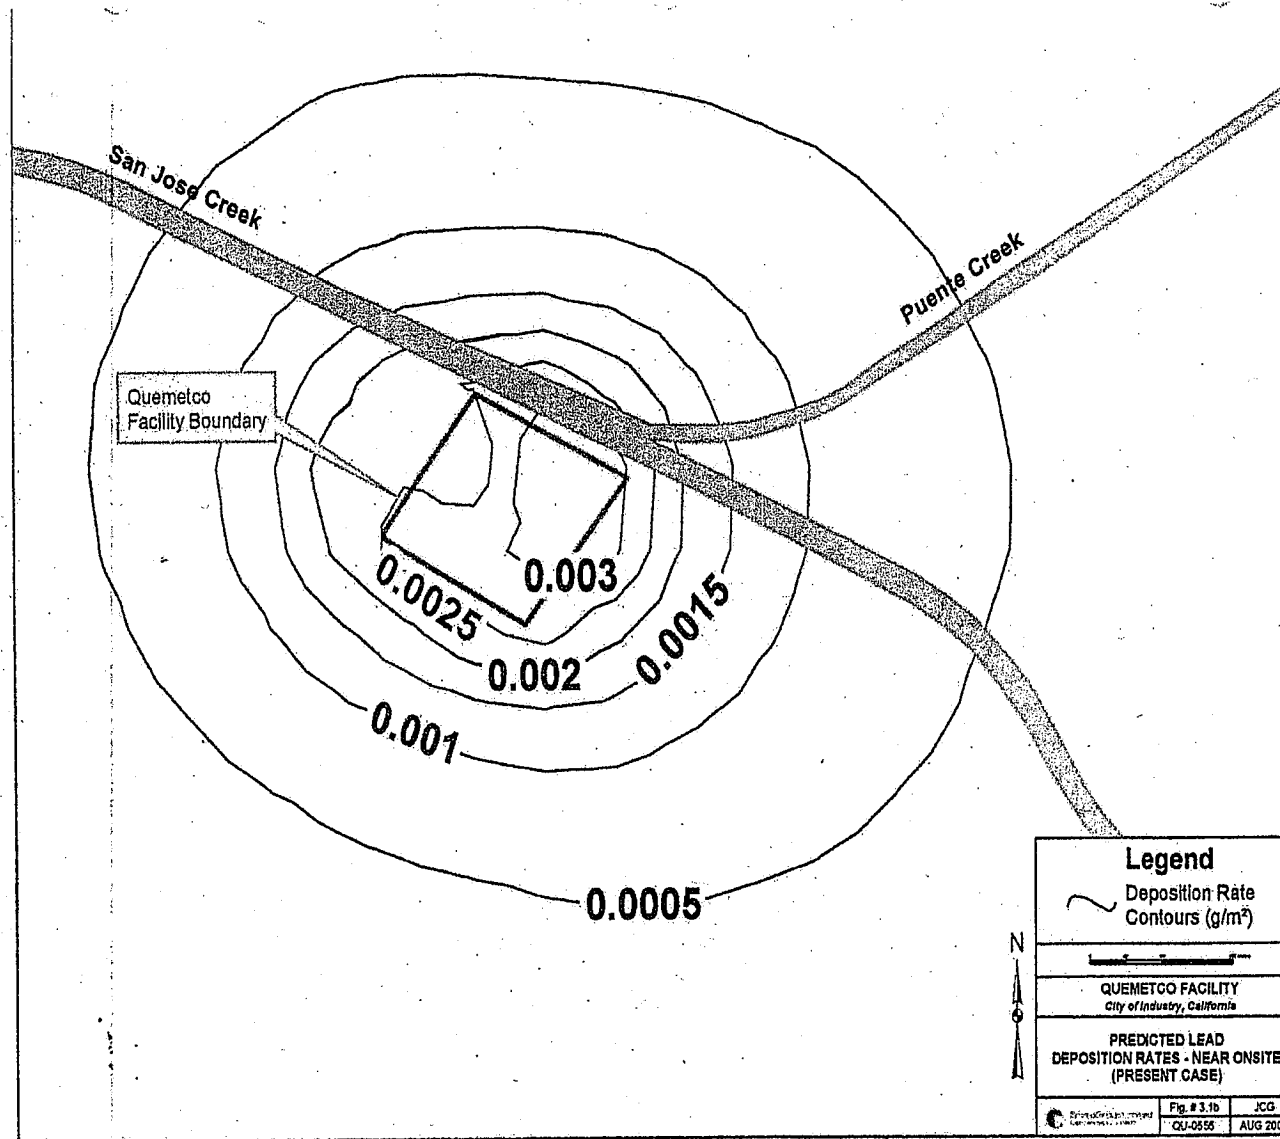 San Jose Creek
Puente Creek
Quemetco
Facility Boundary
0.003
0.0025
0.0015
0.002
0.001
0.0005
Legend
Deposition Rate
Contours (g/m²)
N
QUEMETCO FACILITY
City of Industry, California
PREDICTED LEAD
DEPOSITION RATES - NEAR ONSITE
(PRESENT CASE)
Fig. # 3.1b
JCG
QU-0555
AUG